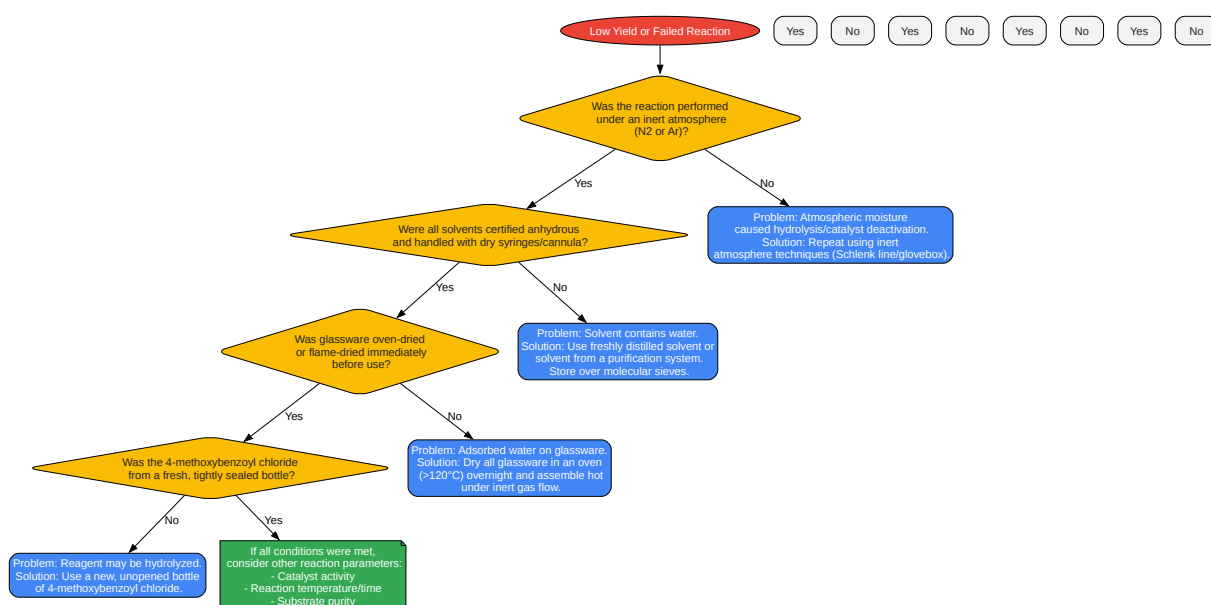 Low Yield or Failed Reaction
Yes
No
Yes
No
Yes
No
Yes
No
Was the reaction performed
under an inert atmosphere
(N2 or Ar)?
Yes
No
Were all solvents certified anhydrous
and handled with dry syringes/cannula?
Problem: Atmospheric moisture
caused hydrolysis/catalyst deactivation.
Solution: Repeat using inert
atmosphere techniques (Schlenk line/glovebox).
Yes
No
Was glassware oven-dried
or flame-dried immediately
before use?
Problem: Solvent contains water.
Solution: Use freshly distilled solvent or
solvent from a purification system.
Store over molecular sieves.
Yes
No
Was the 4-methoxybenzoyl chloride
from a fresh, tightly sealed bottle?
Problem: Adsorbed water on glassware.
Solution: Dry all glassware in an oven
(>120°C) overnight and assemble hot
under inert gas flow.
No
Yes
Problem: Reagent may be hydrolyzed.
Solution: Use a new, unopened bottle
of 4-methoxybenzoyl chloride.
If all conditions were met,
consider other reaction parameters:
- Catalyst activity
- Reaction temperature/time
- Substrate purity